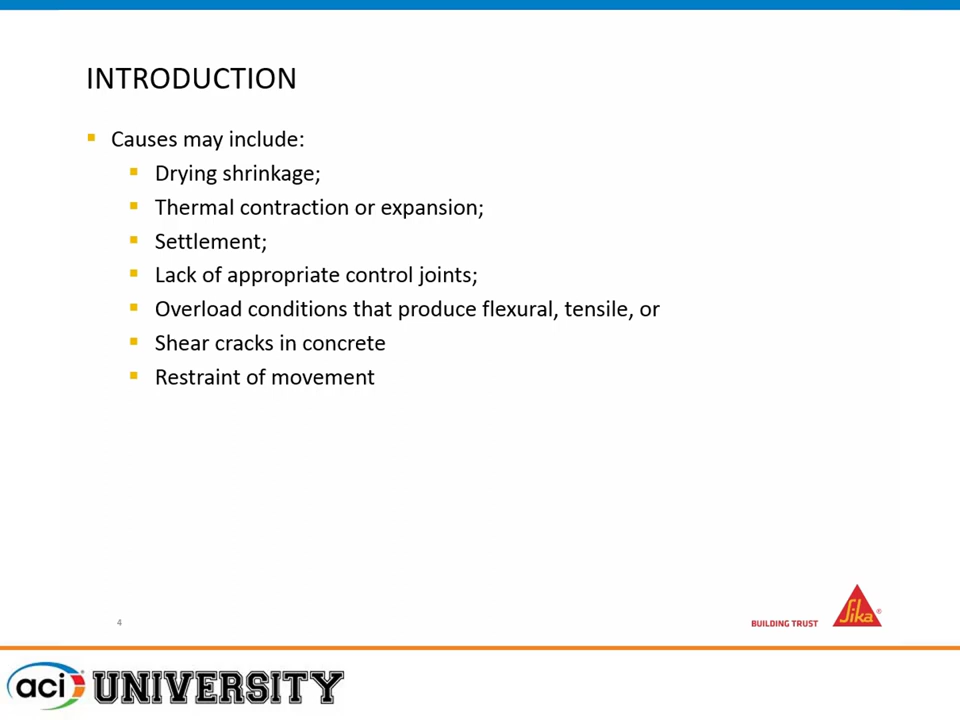 INTRODUCTION
Causes may include:
Drying shrinkage;
Thermal contraction or expansion;
Settlement;
Lack of appropriate control joints;
Overload conditions that produce flexural, tensile, or
Shear cracks in concrete
Restraint of movement
4
BUILDING TRUST
Sika®
aci UNIVERSITY